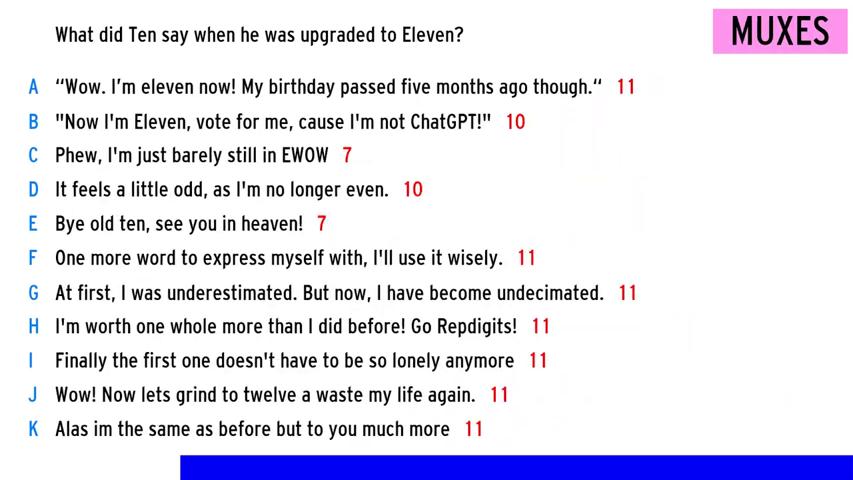 What did Ten say when he was upgraded to Eleven?
MUXES
A “Wow. I’m eleven now! My birthday passed five months ago though.“ 11
B "Now I'm Eleven, vote for me, cause I'm not ChatGPT!" 10
C Phew, I'm just barely still in EWOW 7
D It feels a little odd, as I'm no longer even. 10
E Bye old ten, see you in heaven! 7
F One more word to express myself with, I'll use it wisely. 11
G At first, I was underestimated. But now, I have become undecimated. 11
H I'm worth one whole more than I did before! Go Repdigits! 11
I Finally the first one doesn't have to be so lonely anymore 11
J Wow! Now lets grind to twelve a waste my life again. 11
K Alas im the same as before but to you much more 11